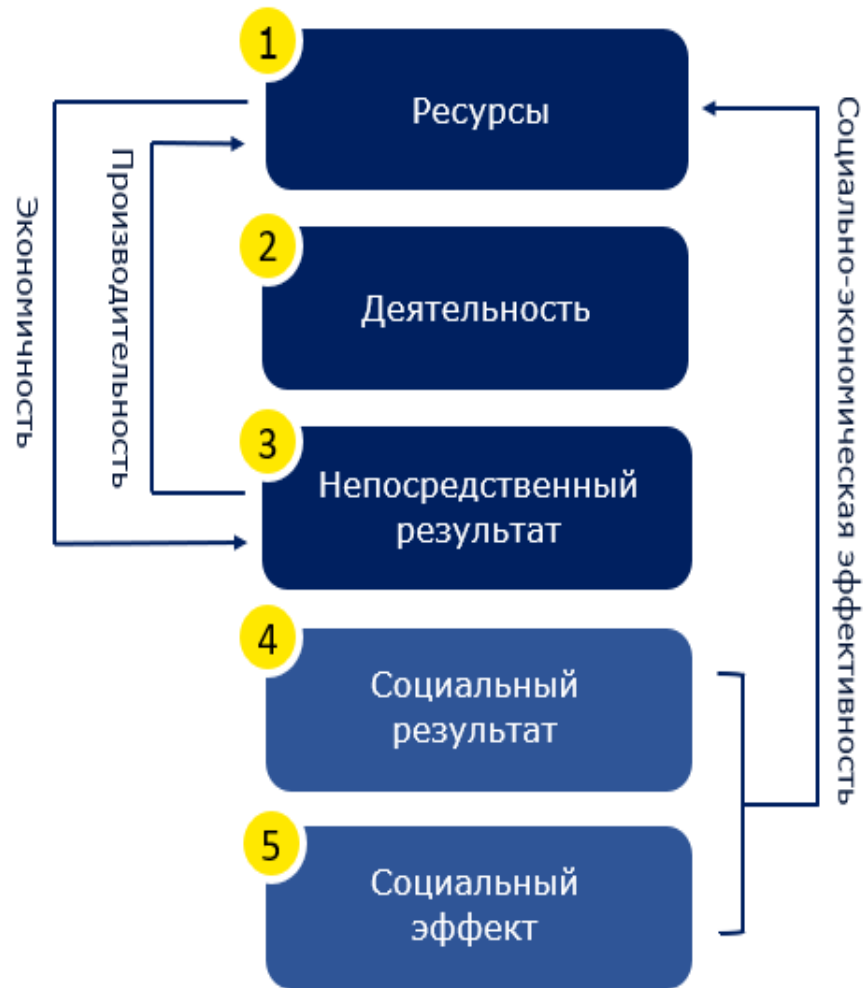 1
Ресурсы
2
Деятельность
3
Непосредственный
результат
4
Социальный
результат
5
Социальный
эффект
Экономичность
Производительность
Социально-экономическая эффективность